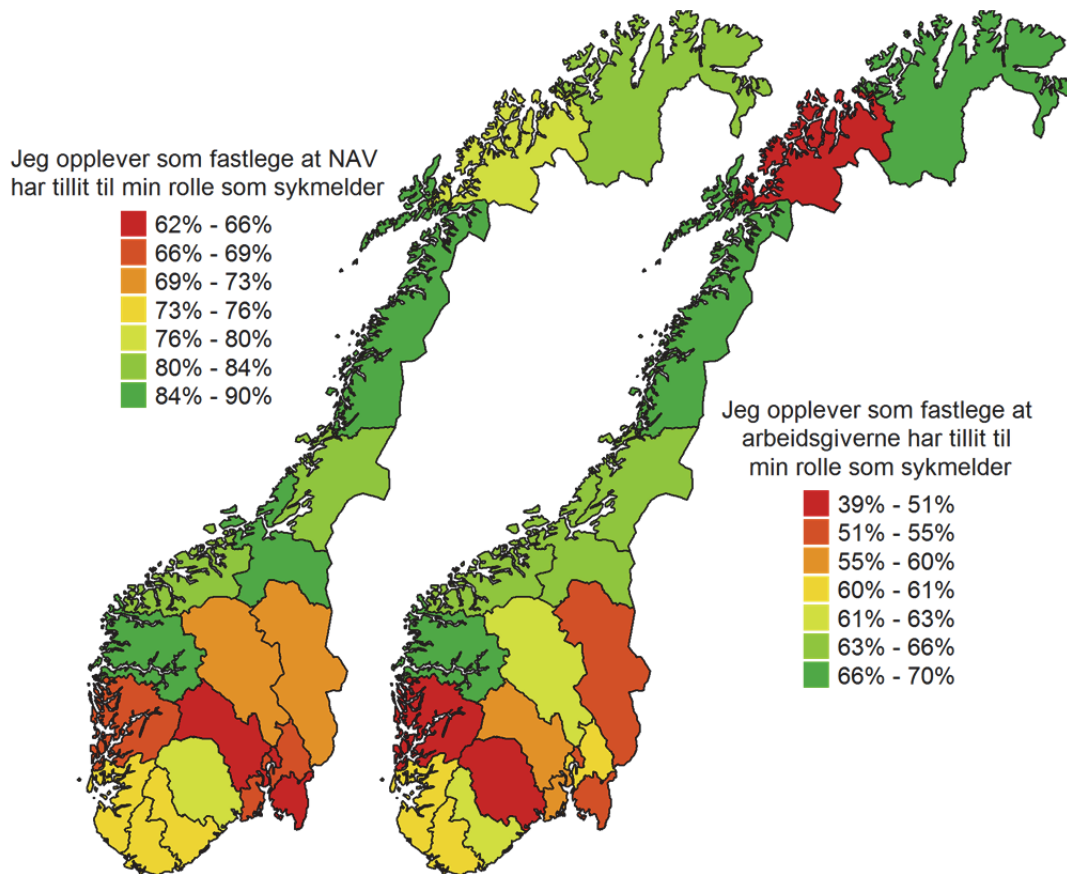 Jeg opplever som fastlege at NAV
har tillit til min rolle som sykmelder
62% - 66%
66% - 69%
69% - 73%
73% - 76%
76% - 80%
80% - 84%
84% - 90%
Jeg opplever som fastlege at
arbeidsgiverne har tillit til
min rolle som sykmelder
39% - 51%
51% - 55%
55% - 60%
60% - 61%
61% - 63%
63% - 66%
66% - 70%